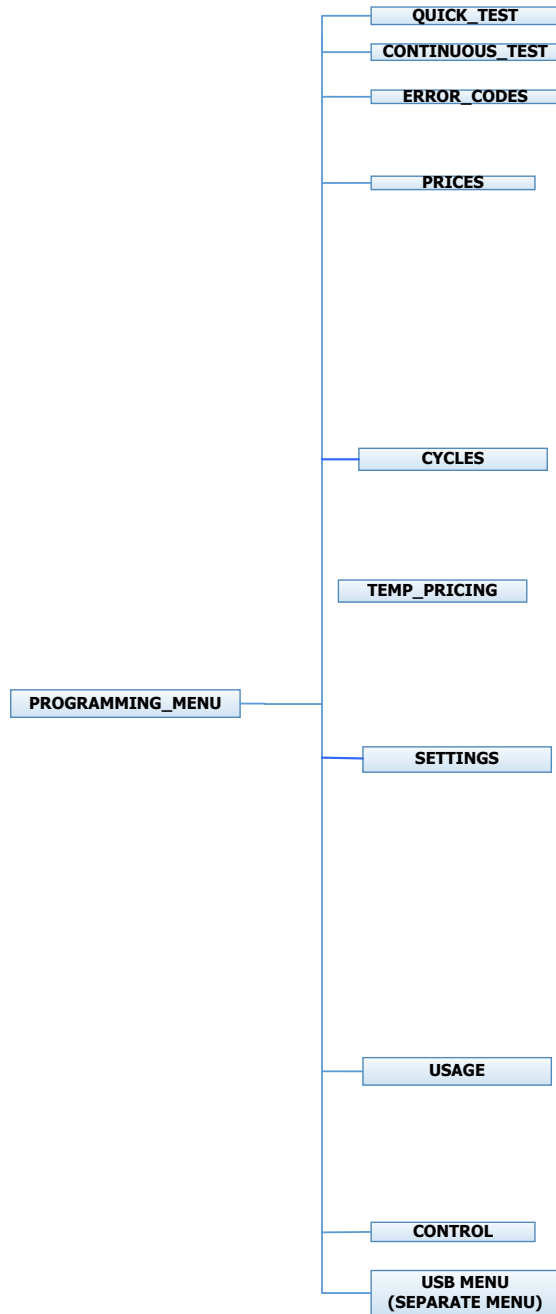 QUICK_TEST
CONTINUOUS_TEST
ERROR_CODES
PRICES
CYCLES
TEMP_PRICING
PROGRAMMING_MENU
SETTINGS
USAGE
CONTROL
USB MENU
(SEPARATE MENU)